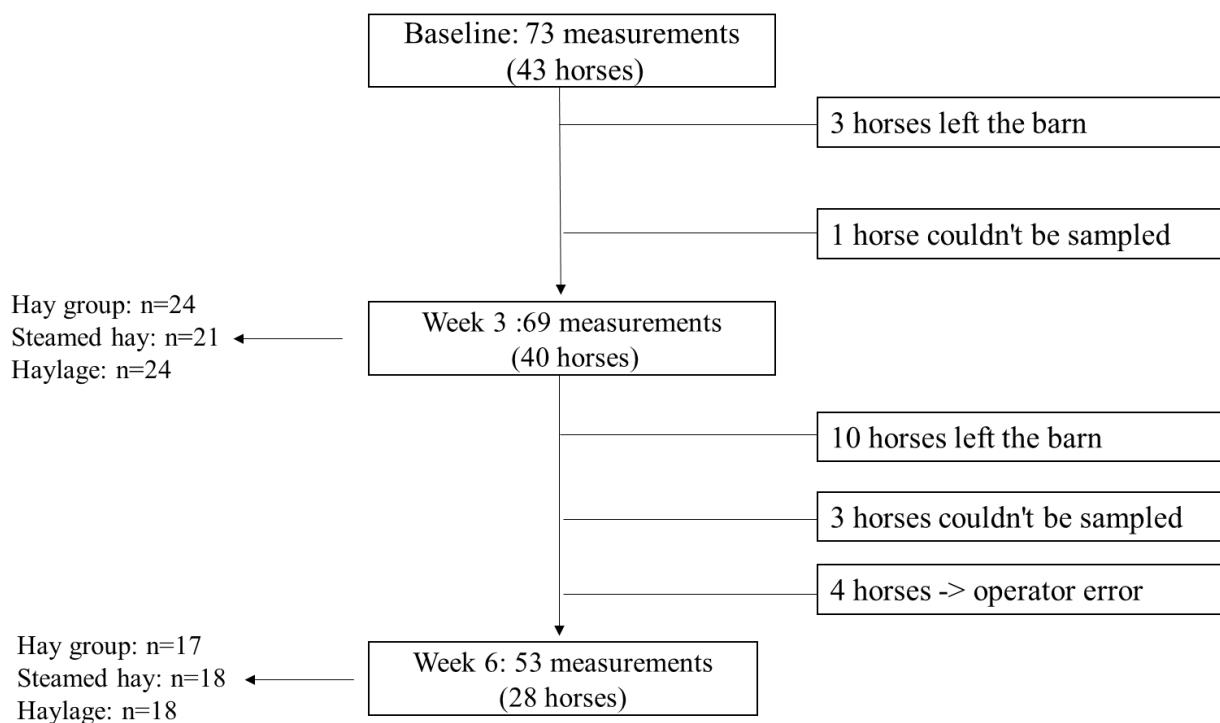 Baseline: 73 measurements
(43 horses)
3 horses left the barn
1 horse couldn't be sampled
Hay group: n=24
Steamed hay: n=21
Haylage: n=24
Week 3 :69 measurements
(40 horses)
10 horses left the barn
3 horses couldn't be sampled
4 horses -> operator error
Hay group: n=17
Steamed hay: n=18
Haylage: n=18
Week 6: 53 measurements
(28 horses)